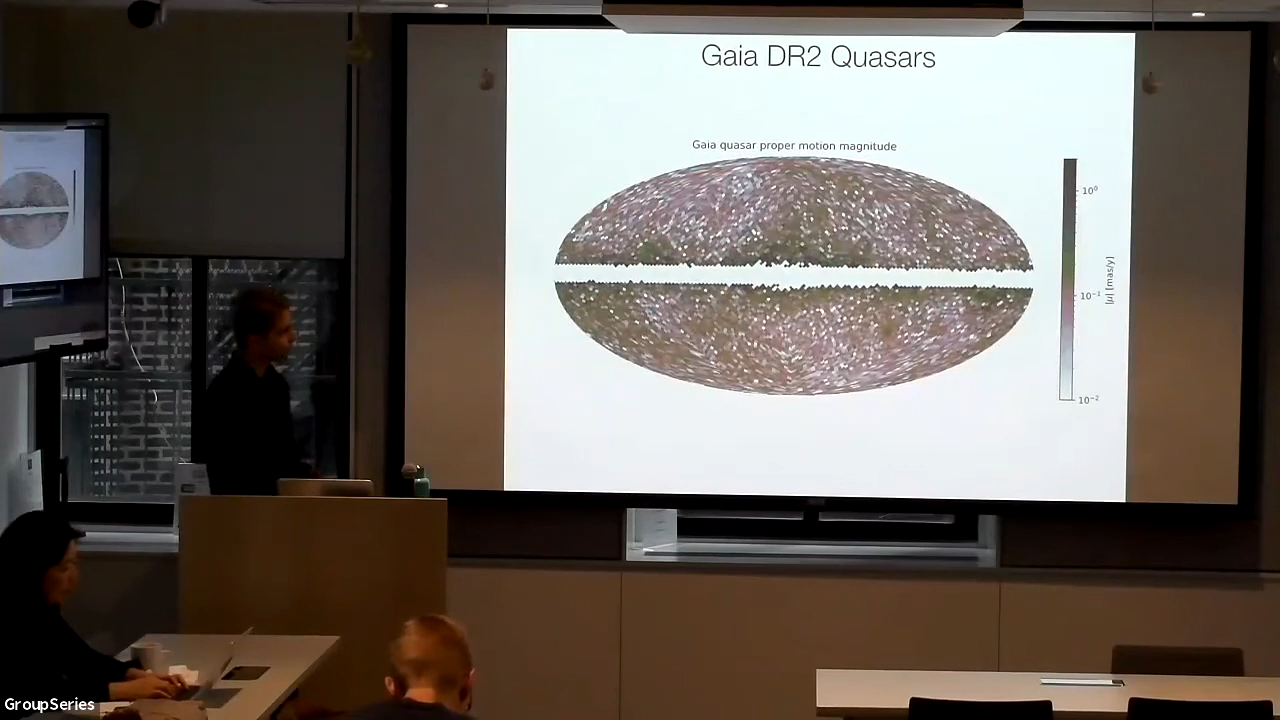 Gaia DR2 Quasars
Gaia quasar proper motion magnitude
10⁰
10⁻¹
10⁻²
|μ| [mas/y]
GroupSeries